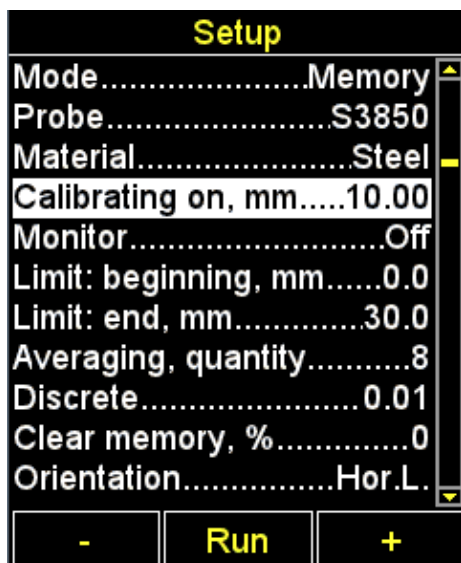 Setup
Mode......................Memory
Probe.......................S3850
Material......................Steel
Calibrating on, mm.....10.00
Monitor..........................Off
Limit: beginning, mm......0.0
Limit: end, mm..............30.0
Averaging, quantity...........8
Discrete......................0.01
Clear memory, %..............0
Orientation................Hor.L.
- Run +